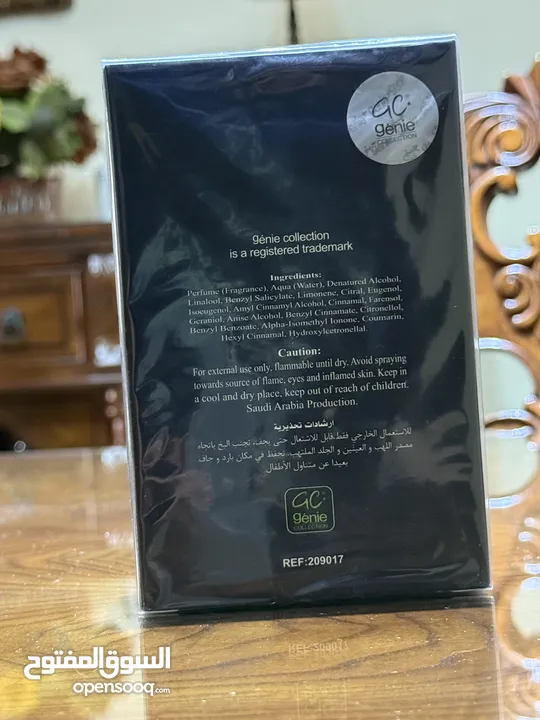 gc
génie
COLLECTION
génie collection
is a registered trademark
Ingredients:
Perfume (Fragrance), Aqua (Water), Denatured Alcohol,
Linalool, Benzyl Salicylate, Limonene, Citral, Eugenol,
Isoeugenol, Amyl Cinnamyl Alcohol, Cinnamal, Farensol,
Geraniol, Anise Alcohol, Benzyl Cinnamate, Citronellol,
Benzyl Benzoate, Alpha-Isomethyl Ionone, Coumarin,
Hexyl Cinnamal, Hydroxylcetronellal.
Caution:
For external use only, flammable until dry. Avoid spraying
towards source of flame, eyes and inflamed skin. Keep in
a cool and dry place, keep out of reach of children.
Saudi Arabia Production.
ارشادات تحذيرية
للاستعمال الخارجي فقط،قابل للاشتعال حتى يجف، تجنب البخ باتجاه
مصدر اللهب و العينين و الجلد الملتهب، تحفظ في مكان بارد و جاف
بعيدا عن متناول الأطفال.
gc
génie
COLLECTION
REF:209017
السوق المفتوح
opensooq.com